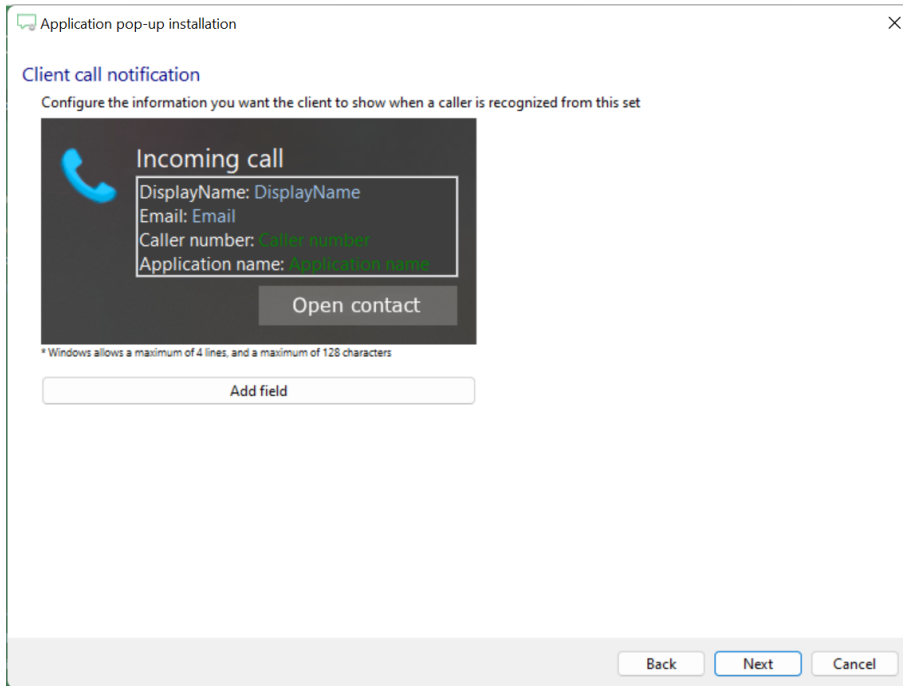 Application pop-up installation
Client call notification
Configure the information you want the client to show when a caller is recognized from this set
Incoming call
DisplayName: DisplayName
Email: Email
Caller number: Caller number
Application name: Application name
Open contact
* Windows allows a maximum of 4 lines, and a maximum of 128 characters
Add field
Back Next Cancel